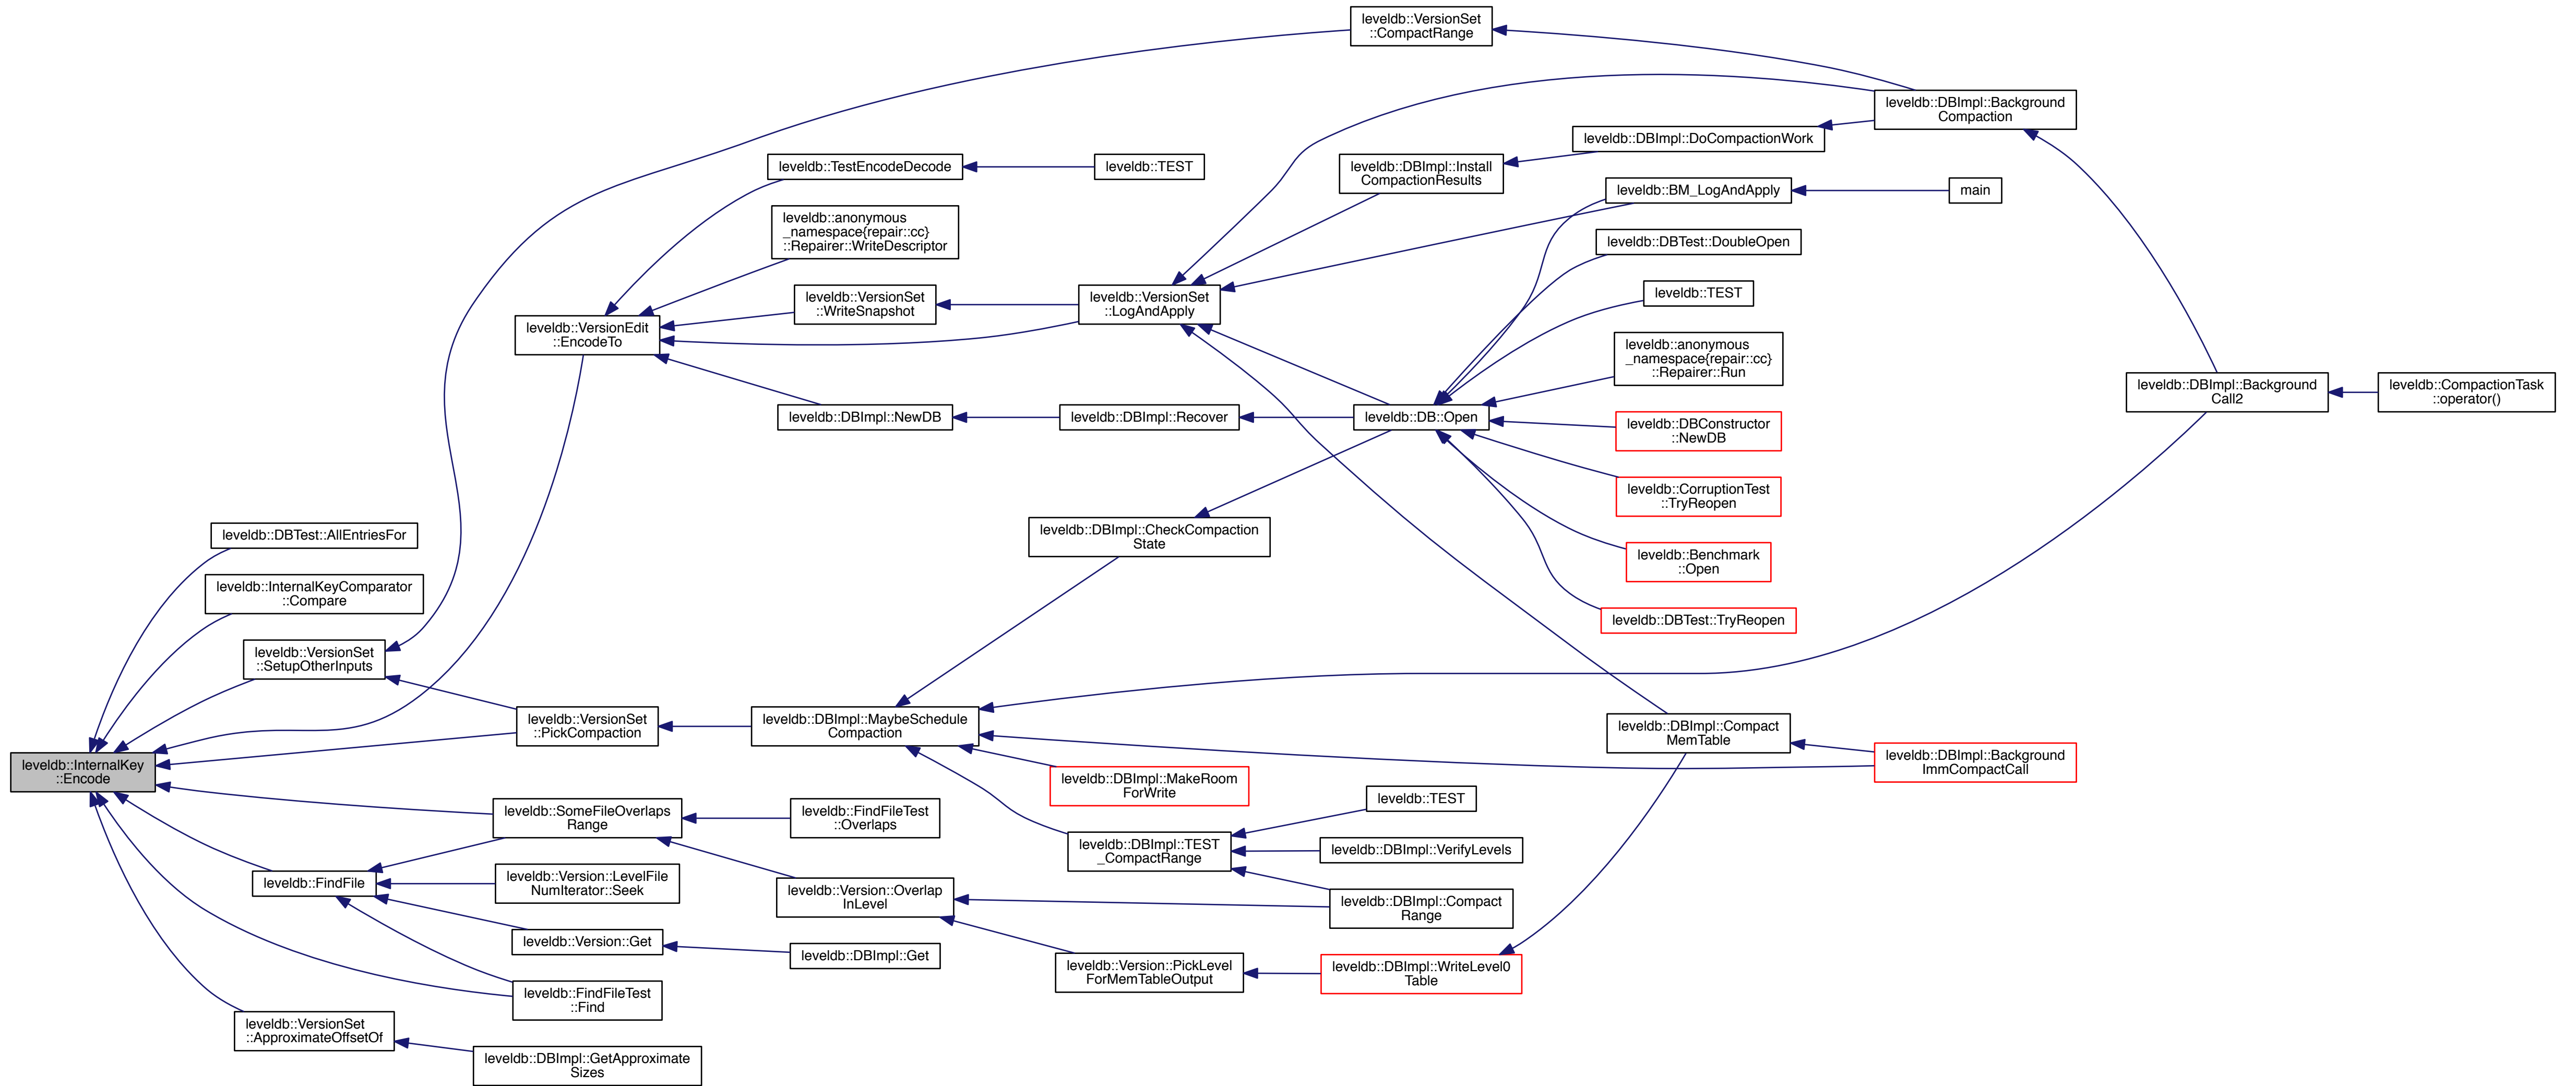 leveldb::VersionSet
::CompactRange
leveldb::DBImpl::Background
Compaction
leveldb::DBImpl::DoCompactionWork
leveldb::TestEncodeDecode
leveldb::TEST
leveldb::DBImpl::Install
CompactionResults
leveldb::BM_LogAndApply
main
leveldb::anonymous
_namespace{repair::cc}
::Repairer::WriteDescriptor
leveldb::DBTest::DoubleOpen
leveldb::VersionSet
::WriteSnapshot
leveldb::VersionSet
::LogAndApply
leveldb::TEST
leveldb::VersionEdit
::EncodeTo
leveldb::anonymous
_namespace{repair::cc}
::Repairer::Run
leveldb::DBImpl::Background
Call2
leveldb::CompactionTask
::operator()
leveldb::DBImpl::NewDB
leveldb::DBImpl::Recover
leveldb::DB::Open
leveldb::DBConstructor
::NewDB
leveldb::CorruptionTest
::TryReopen
leveldb::DBTest::AllEntriesFor
leveldb::DBImpl::CheckCompaction
State
leveldb::Benchmark
::Open
leveldb::InternalKeyComparator
::Compare
leveldb::DBTest::TryReopen
leveldb::VersionSet
::SetupOtherInputs
leveldb::VersionSet
::PickCompaction
leveldb::DBImpl::MaybeSchedule
Compaction
leveldb::DBImpl::Compact
MemTable
leveldb::InternalKey
::Encode
leveldb::DBImpl::Background
ImmCompactCall
leveldb::DBImpl::MakeRoom
ForWrite
leveldb::SomeFileOverlaps
Range
leveldb::FindFileTest
::Overlaps
leveldb::TEST
leveldb::DBImpl::TEST
_CompactRange
leveldb::DBImpl::VerifyLevels
leveldb::FindFile
leveldb::Version::LevelFile
NumIterator::Seek
leveldb::Version::Overlap
InLevel
leveldb::DBImpl::Compact
Range
leveldb::Version::Get
leveldb::DBImpl::Get
leveldb::Version::PickLevel
ForMemTableOutput
leveldb::DBImpl::WriteLevel0
Table
leveldb::FindFileTest
::Find
leveldb::VersionSet
::ApproximateOffsetOf
leveldb::DBImpl::GetApproximate
Sizes